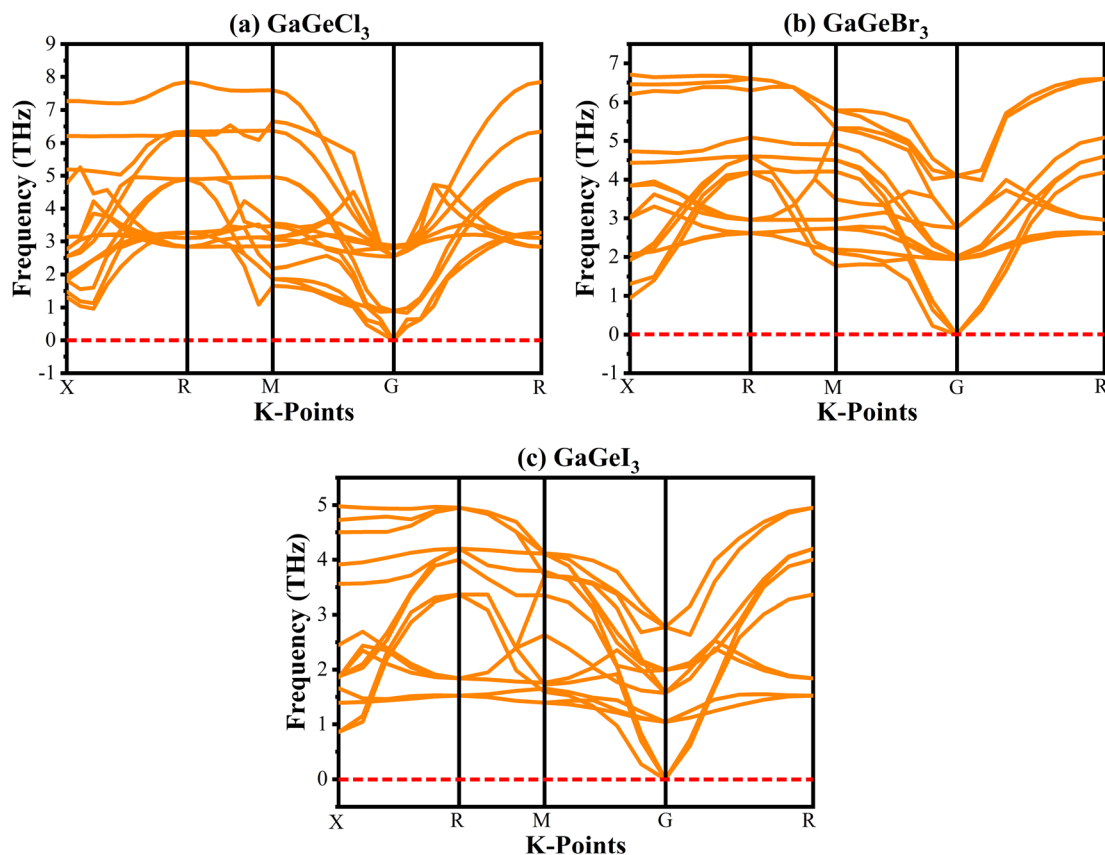 (a) GaGeCl₃
Frequency (THz)
9
8
7
6
5
4
3
2
1
0
-1
X R M G R
K-Points
(b) GaGeBr₃
Frequency (THz)
7
6
5
4
3
2
1
0
-1
X R M G R
K-Points
(c) GaGeI₃
Frequency (THz)
5
4
3
2
1
0
X R M G R
K-Points